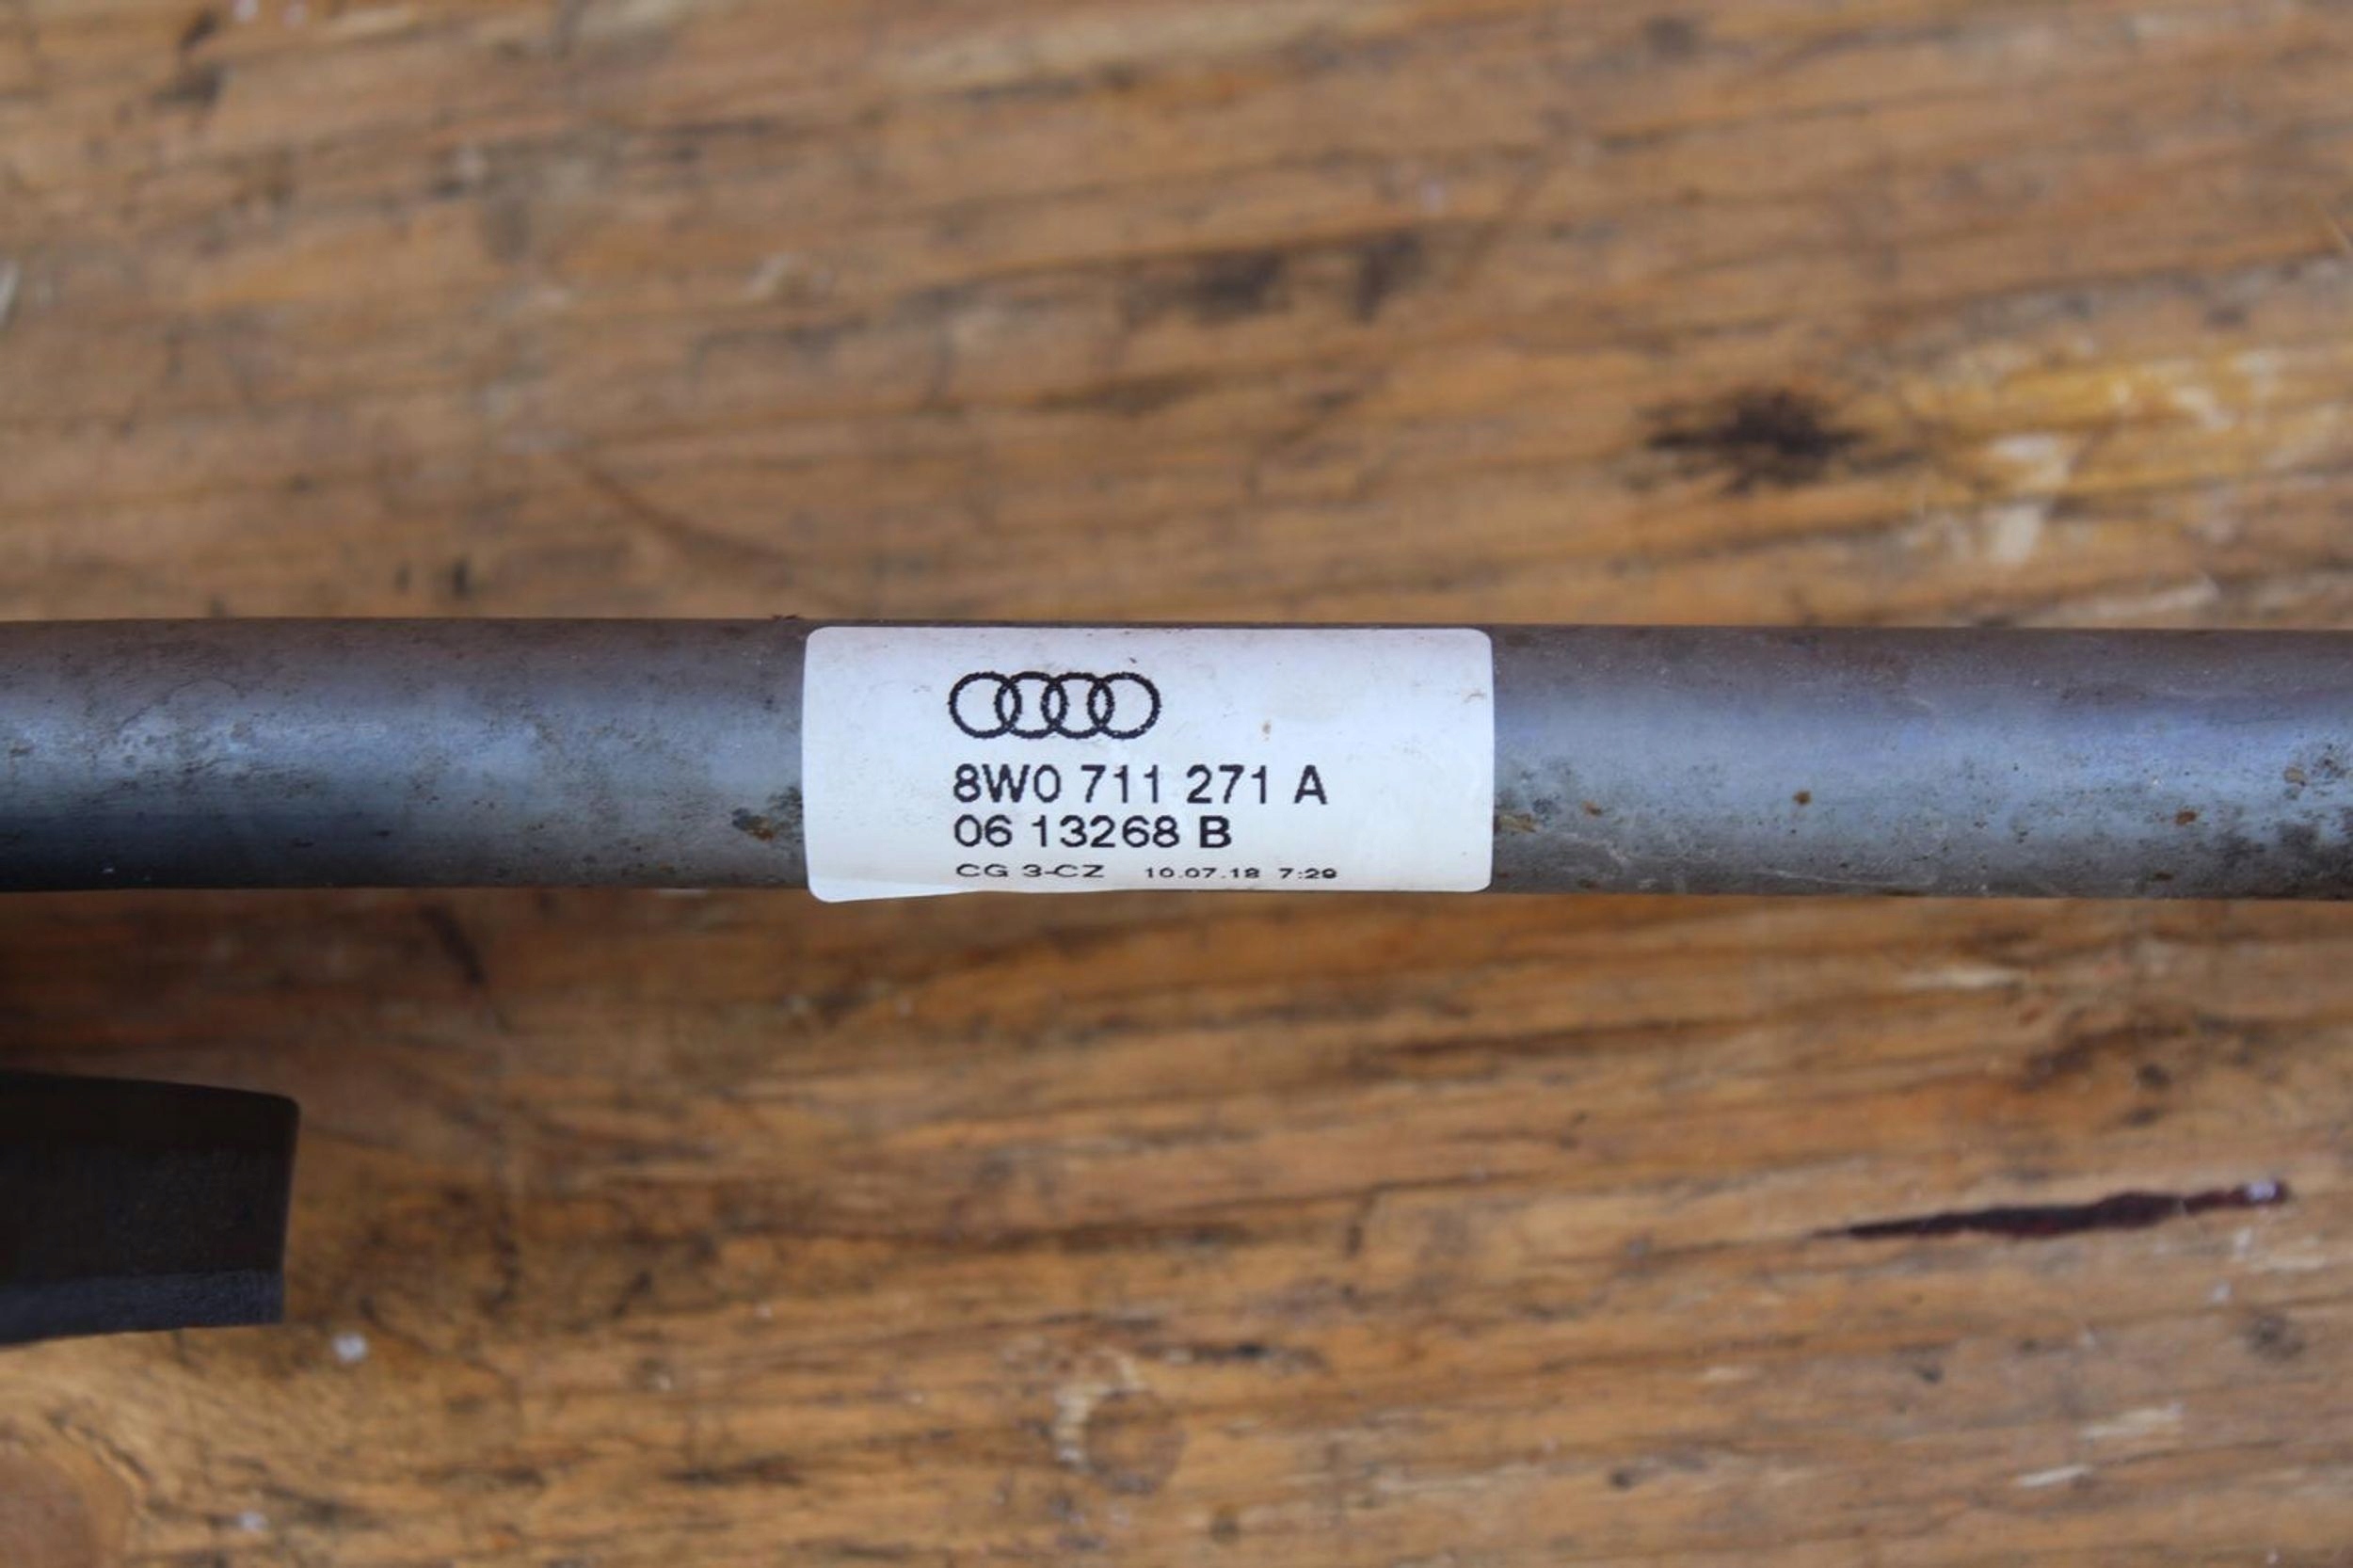 8W0 711 271 A
06 13268 B
CG 3-CZ 10.07.18 7:29